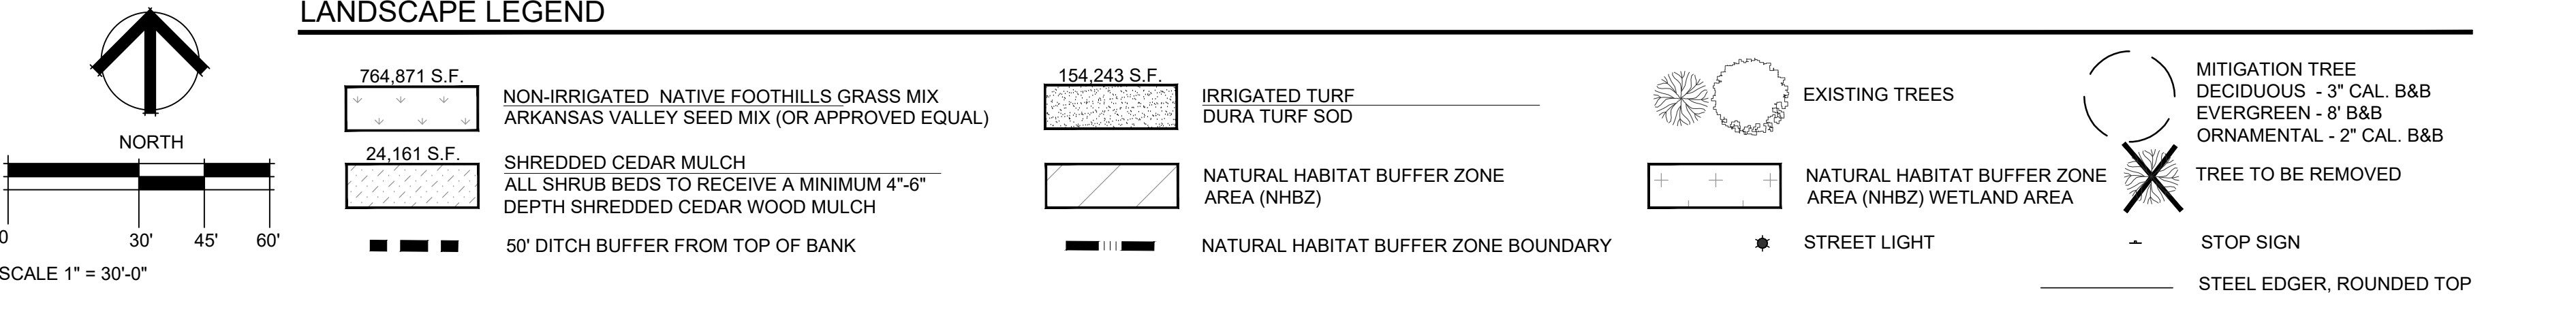 LANDSCAPE LEGEND
NORTH
0 30' 45' 60'
SCALE 1" = 30'-0"
764,871 S.F.
NON-IRRIGATED NATIVE FOOTHILLS GRASS MIX
ARKANSAS VALLEY SEED MIX (OR APPROVED EQUAL)
24,161 S.F.
SHREDDED CEDAR MULCH
ALL SHRUB BEDS TO RECEIVE A MINIMUM 4"-6"
DEPTH SHREDDED CEDAR WOOD MULCH
50' DITCH BUFFER FROM TOP OF BANK
154,243 S.F.
IRRIGATED TURF
DURA TURF SOD
NATURAL HABITAT BUFFER ZONE
AREA (NHBZ)
NATURAL HABITAT BUFFER ZONE BOUNDARY
EXISTING TREES
NATURAL HABITAT BUFFER ZONE
AREA (NHBZ) WETLAND AREA
STREET LIGHT
MITIGATION TREE
DECIDUOUS - 3" CAL. B&B
EVERGREEN - 8' B&B
ORNAMENTAL - 2" CAL. B&B
TREE TO BE REMOVED
STOP SIGN
STEEL EDGER, ROUNDED TOP